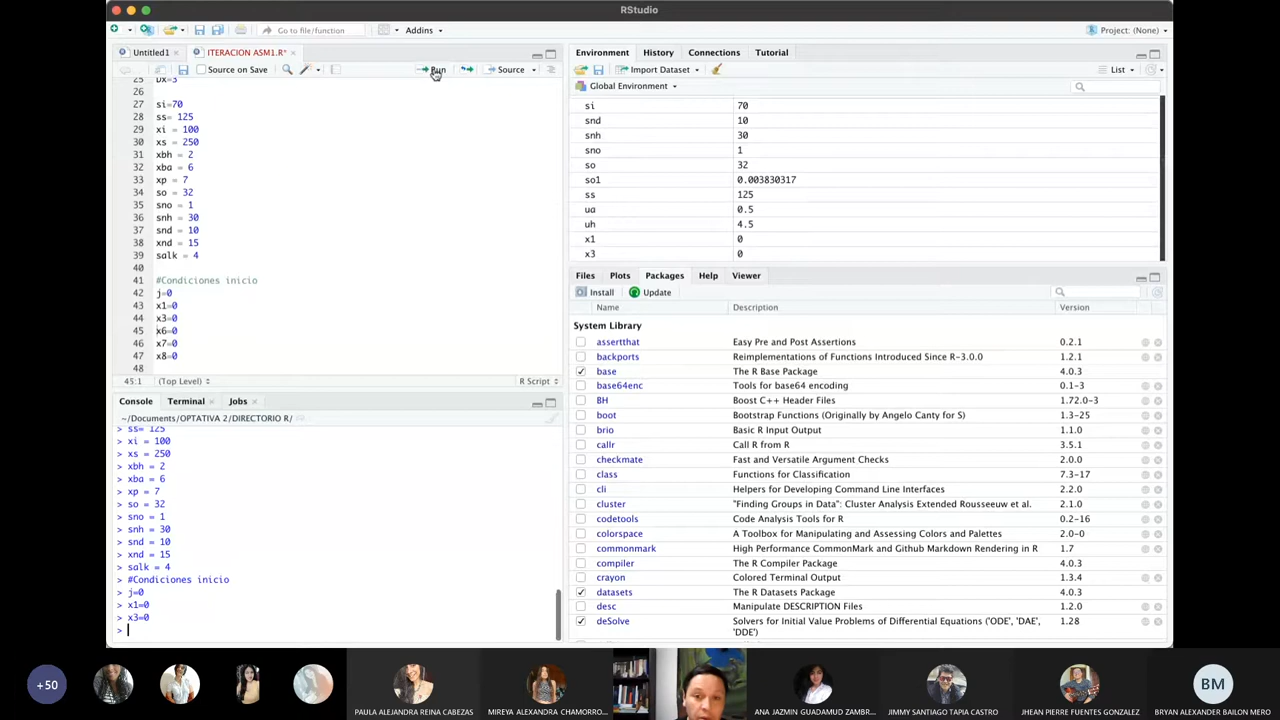 RStudio
Go to file/function
Addins
Project: (None)
Untitled1
ITERACION ASM1.R*
Source on Save
Run
Source
25 Dx=3
26
27 si=70
28 ss= 125
29 xi = 100
30 xs = 250
31 xbh = 2
32 xba = 6
33 xp = 7
34 so = 32
35 sno = 1
36 snh = 30
37 snd = 10
38 xnd = 15
39 salk = 4
40
41 #Condiciones inicio
42 j=0
43 x1=0
44 x3=0
45 x6=0
46 x7=0
47 x8=0
48
45:1 (Top Level) R Script
Console Terminal Jobs
~/Documents/OPTATIVA 2/DIRECTORIO R/
> ss= 125
> xi = 100
> xs = 250
> xbh = 2
> xba = 6
> xp = 7
> so = 32
> sno = 1
> snh = 30
> snd = 10
> xnd = 15
> salk = 4
> #Condiciones inicio
> j=0
> x1=0
> x3=0
>
Environment History Connections Tutorial
Import Dataset
List
Global Environment
si 70
snd 10
snh 30
sno 1
so 32
so1 0.003830317
ss 125
ua 0.5
uh 4.5
x1 0
x3 0
Files Plots Packages Help Viewer
Install Update
Name Description Version
System Library
assertthat Easy Pre and Post Assertions 0.2.1
backports Reimplementations of Functions Introduced Since R-3.0.0 1.2.1
base The R Base Package 4.0.3
base64enc Tools for base64 encoding 0.1-3
BH Boost C++ Header Files 1.72.0-3
boot Bootstrap Functions (Originally by Angelo Canty for S) 1.3-25
brio Basic R Input Output 1.1.0
callr Call R from R 3.5.1
checkmate Fast and Versatile Argument Checks 2.0.0
class Functions for Classification 7.3-17
cli Helpers for Developing Command Line Interfaces 2.2.0
cluster "Finding Groups in Data": Cluster Analysis Extended Rousseeuw et al. 2.1.0
codetools Code Analysis Tools for R 0.2-16
colorspace A Toolbox for Manipulating and Assessing Colors and Palettes 2.0-0
commonmark High Performance CommonMark and Github Markdown Rendering in R 1.7
compiler The R Compiler Package 4.0.3
crayon Colored Terminal Output 1.3.4
datasets The R Datasets Package 4.0.3
desc Manipulate DESCRIPTION Files 1.2.0
deSolve Solvers for Initial Value Problems of Differential Equations ('ODE', 'DAE', 'DDE') 1.28
+50
PAULA ALEJANDRA REINA CABEZAS
MIREYA ALEXANDRA CHAMORRO...
ANA JAZMIN GUADAMUD ZAMBR...
JIMMY SANTIAGO TAPIA CASTRO
JHEAN PIERRE FUENTES GONZALEZ
BM
BRYAN ALEXANDER BAILON MERO